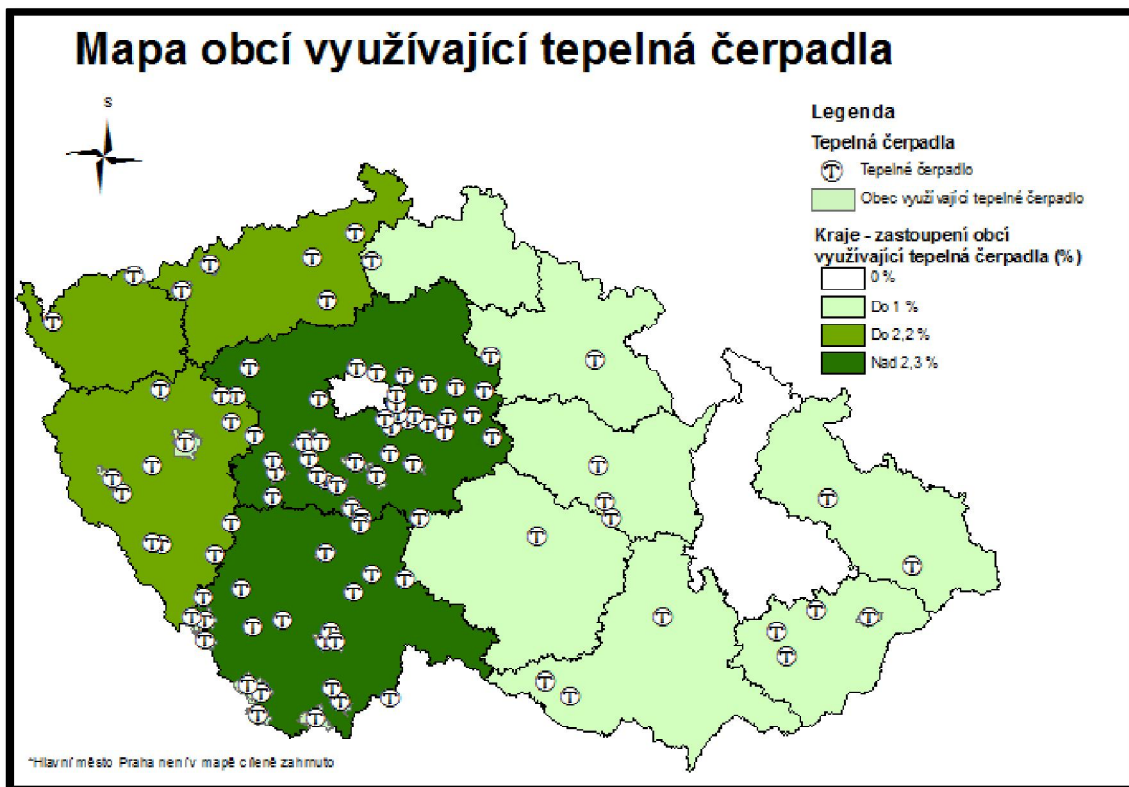 Mapa obcí využívající tepelná čerpadla
S
Legenda
Tepelná čerpadla
T Tepelné čerpadlo
Obec využívající tepelné čerpadlo
Kraje - zastoupení obcí
využívající tepelná čerpadla (%)
0 %
Do 1 %
Do 2,2 %
Nad 2,3 %
*Hlavní město Praha není v mapě cíleně zahrnuto